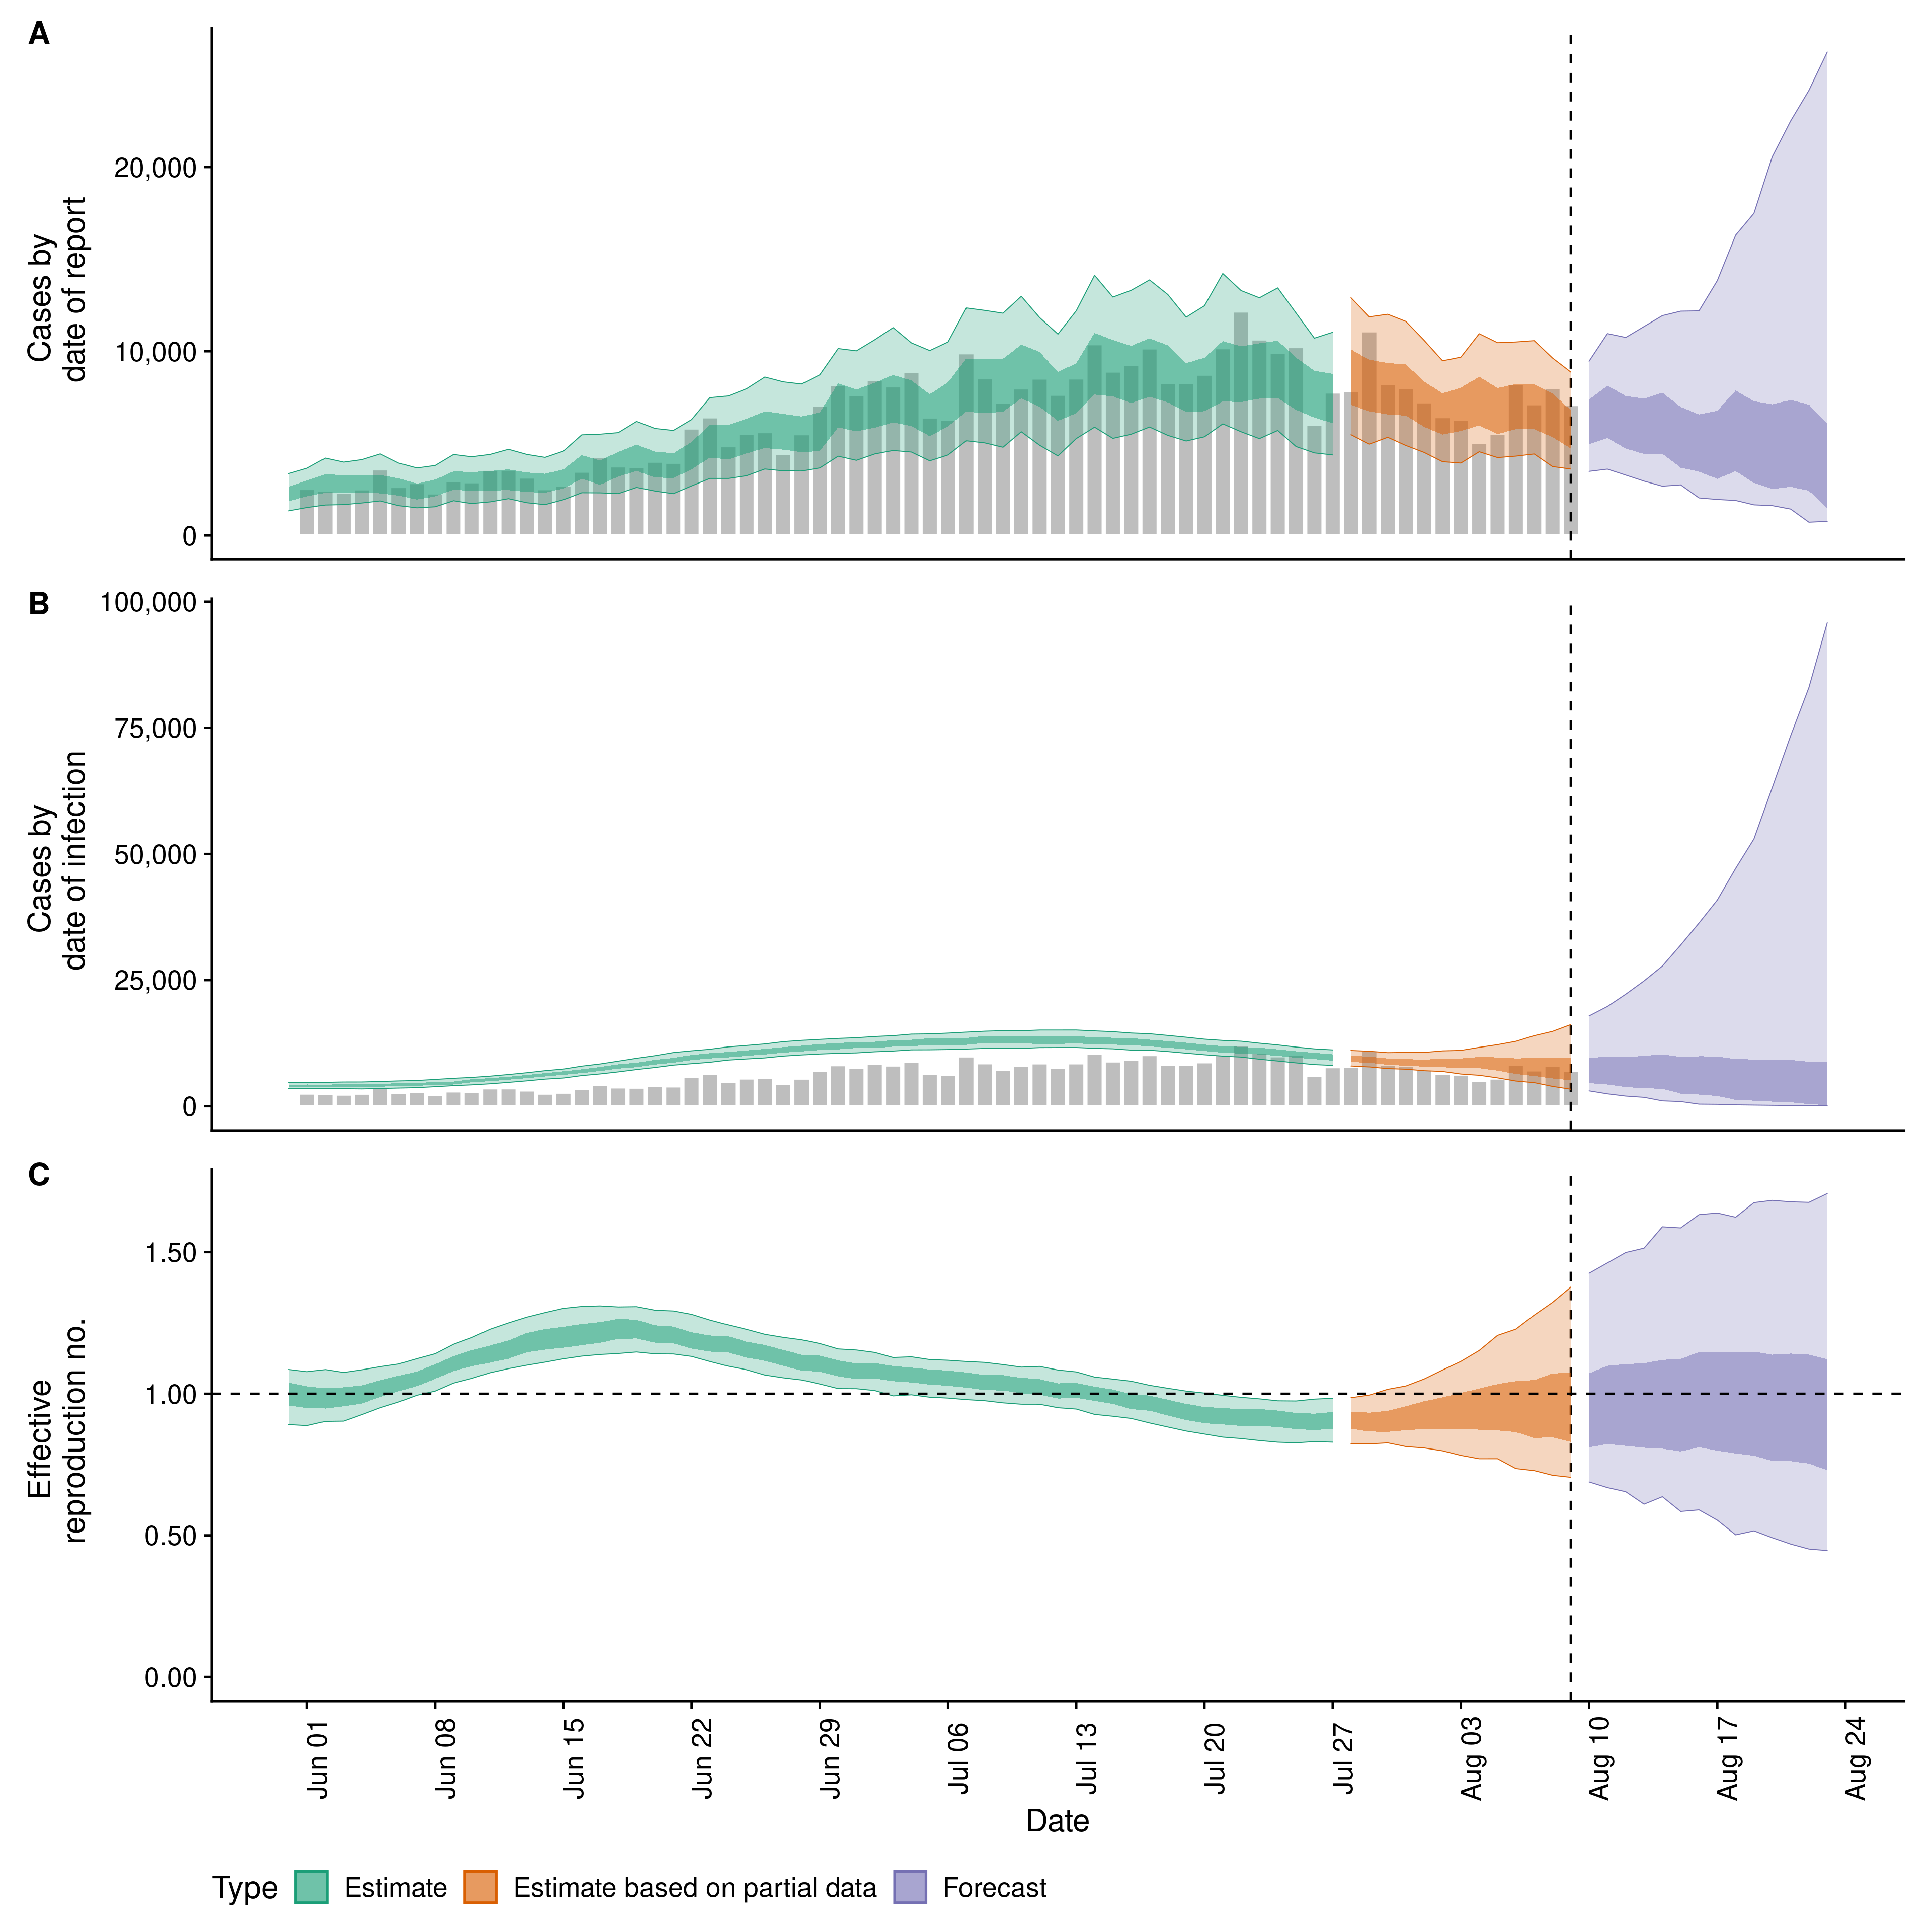 A
Cases by
date of report
20,000
10,000
0
B
Cases by
date of infection
100,000
75,000
50,000
25,000
0
C
Effective
reproduction no.
1.50
1.00
0.50
0.00
Jun 01
Jun 08
Jun 15
Jun 22
Jun 29
Jul 06
Jul 13
Jul 20
Jul 27
Aug 03
Aug 10
Aug 17
Aug 24
Date
Type Estimate Estimate based on partial data Forecast